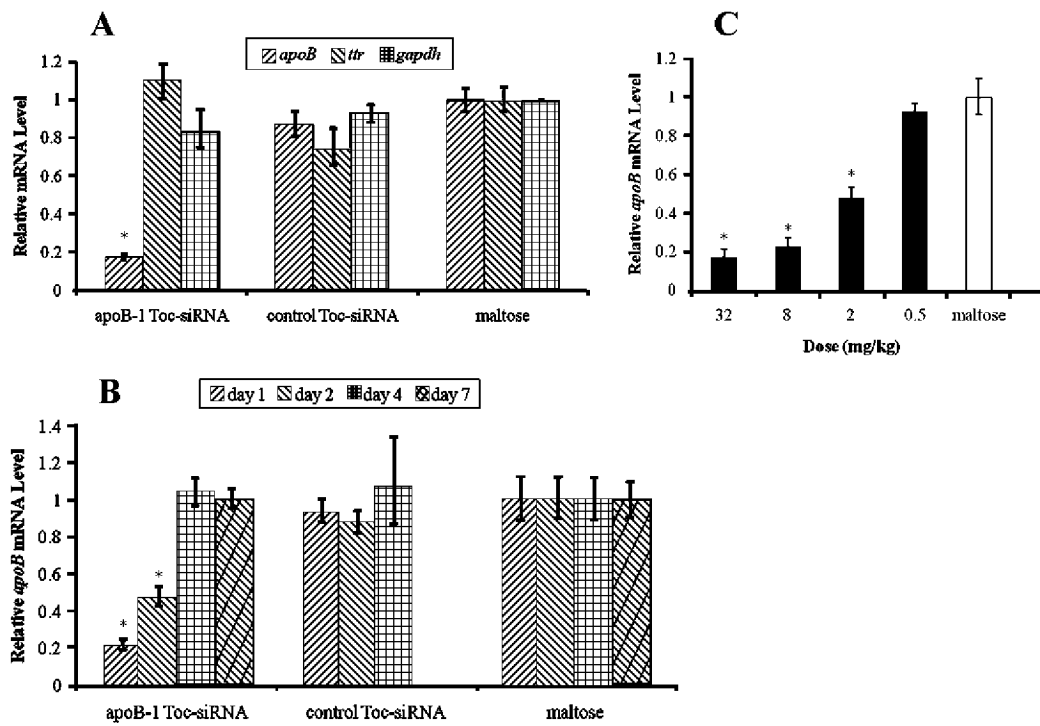 A
apoB ttr gapdh
Relative mRNA Level
1.2
1
0.8
0.6
0.4
0.2
0
*
apoB-1 Toc-siRNA control Toc-siRNA maltose
C
Relative apoB mRNA Level
1.2
1
0.8
0.6
0.4
0.2
0
* * *
32 8 2 0.5 maltose
Dose (mg/kg)
B
day 1 day 2 day 4 day 7
Relative apoB mRNA Level
1.4
1.2
1
0.8
0.6
0.4
0.2
0
* *
apoB-1 Toc-siRNA control Toc-siRNA maltose